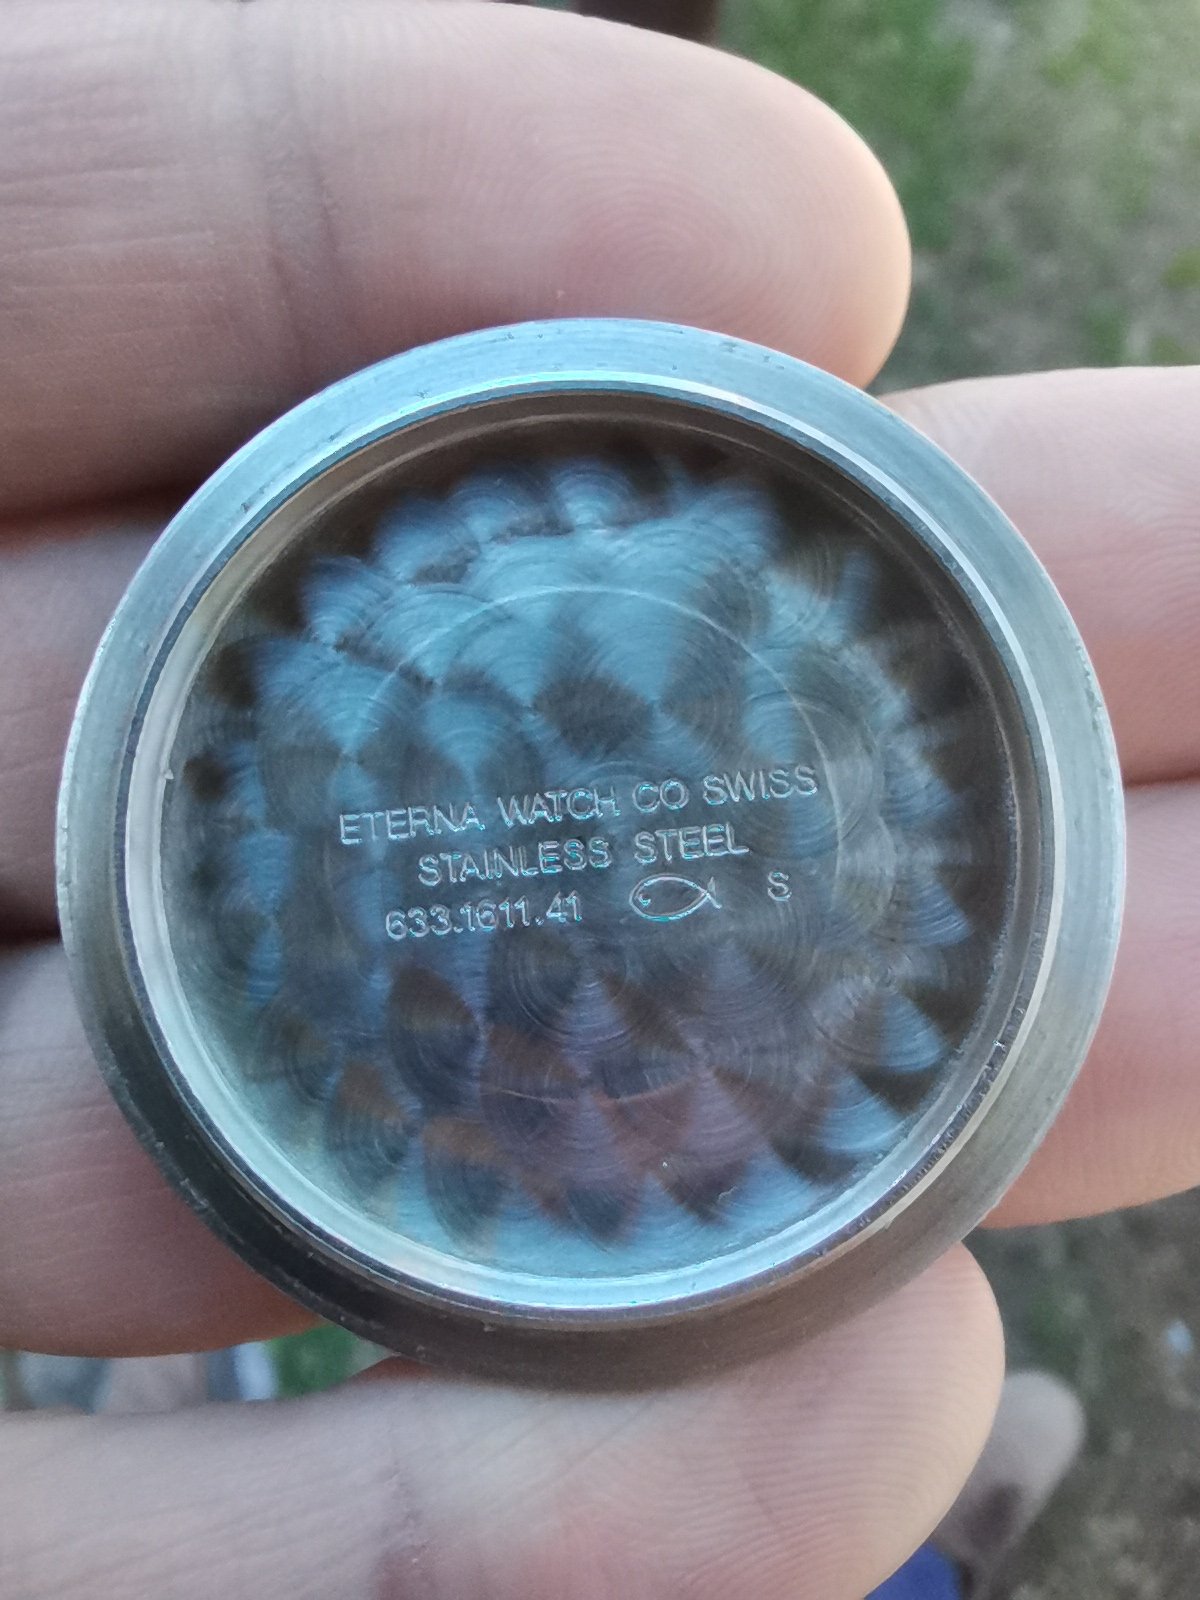 ETERNA WATCH CO SWISS
STAINLESS STEEL
633.1611.41 S